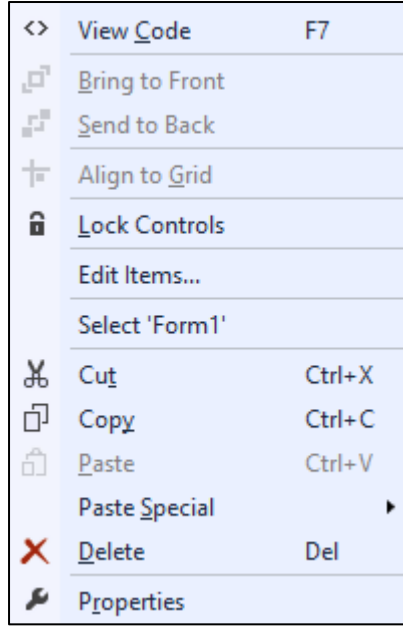 View Code F7
Bring to Front
Send to Back
Align to Grid
Lock Controls
Edit Items...
Select 'Form1'
Cut Ctrl+X
Copy Ctrl+C
Paste Ctrl+V
Paste Special
Delete Del
Properties